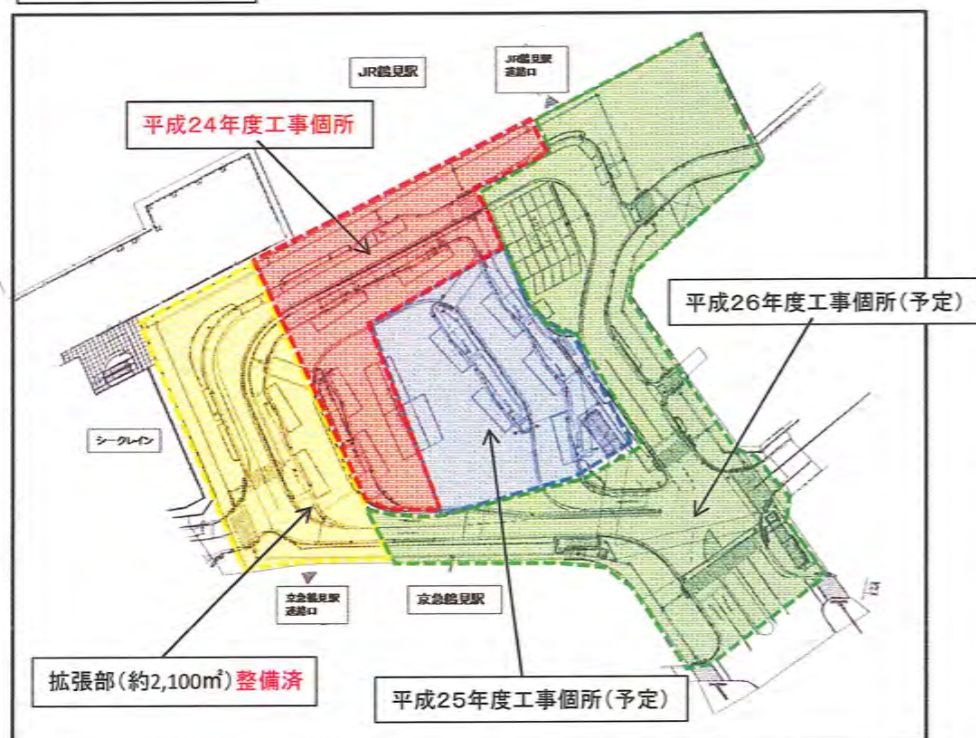 JR鶴見駅
JR鶴見駅
連絡口
平成24年度工事個所
平成26年度工事個所(予定)
シークレイン
京急鶴見駅
連絡口
京急鶴見駅
拡張部(約2,100㎡)整備済
平成25年度工事個所(予定)